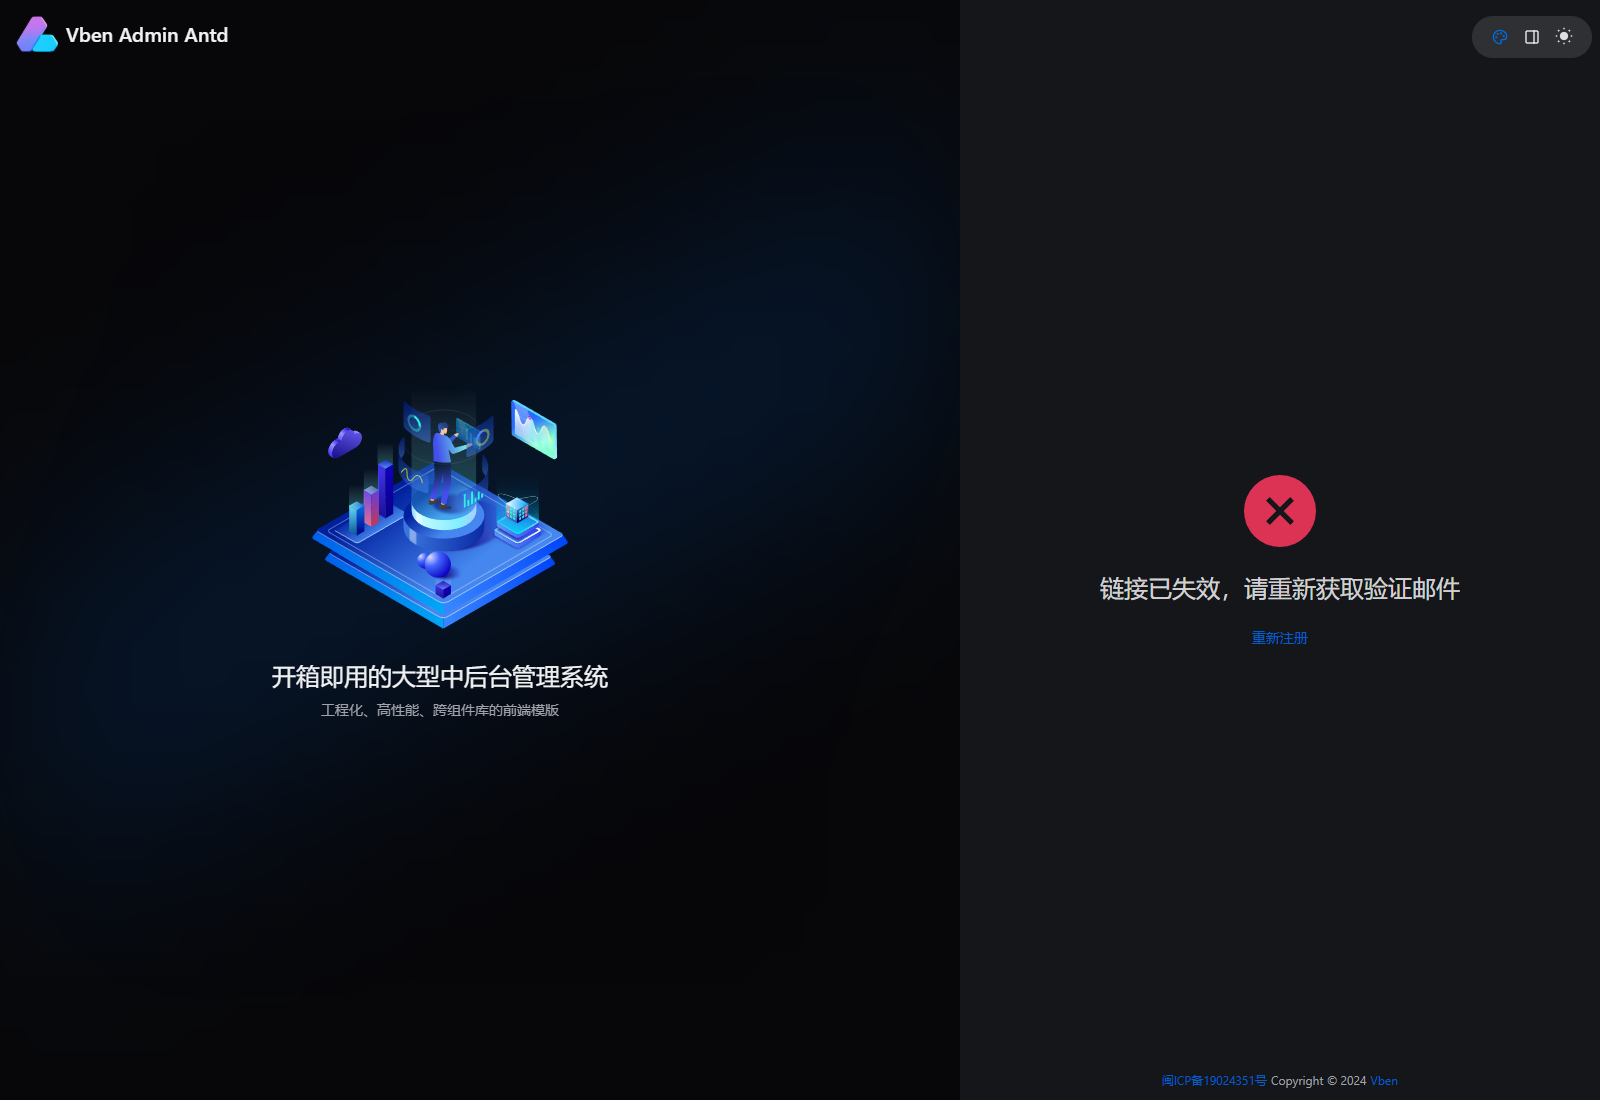 Vben Admin Antd
开箱即用的大型中后台管理系统
工程化、高性能、跨组件库的前端模版
链接已失效，请重新获取验证邮件
重新注册
闽ICP备19024351号 Copyright © 2024 Vben